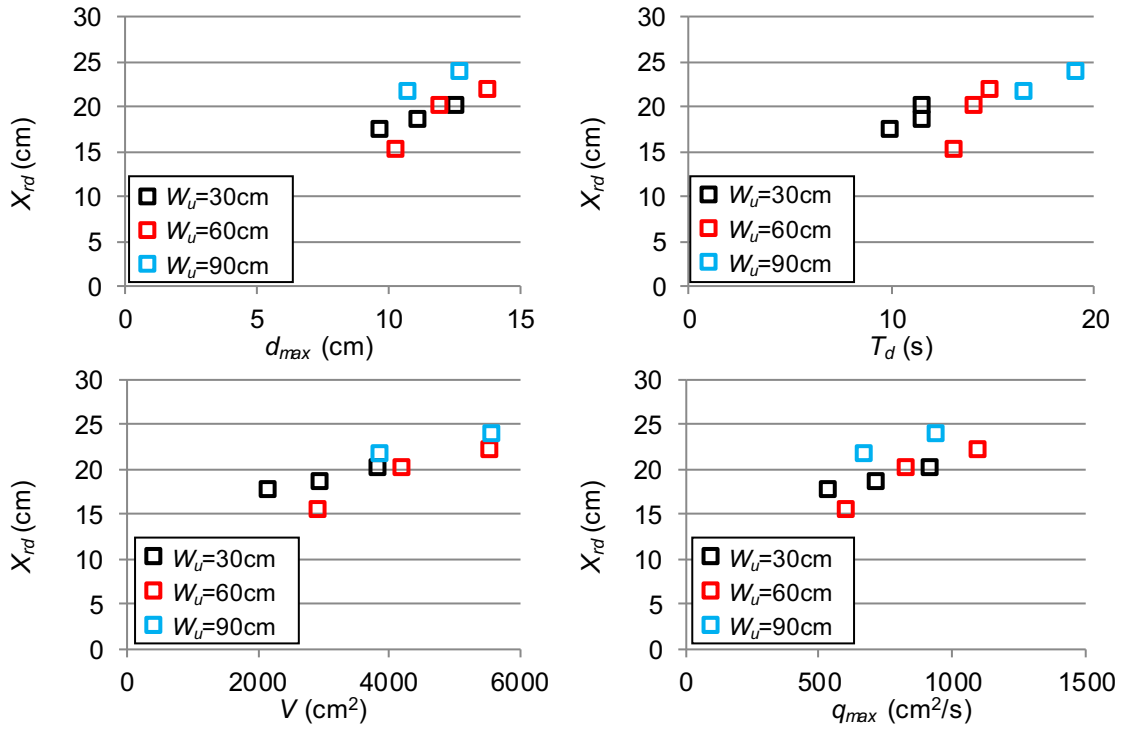 30
25
20
15
10
5
0
X_rd (cm)
W_u=30cm
W_u=60cm
W_u=90cm
0 5 10 15
d_max (cm)
30
25
20
15
10
5
0
X_rd (cm)
W_u=30cm
W_u=60cm
W_u=90cm
0 10 20
T_d (s)
30
25
20
15
10
5
0
X_rd (cm)
W_u=30cm
W_u=60cm
W_u=90cm
0 2000 4000 6000
V (cm²)
30
25
20
15
10
5
0
X_rd (cm)
W_u=30cm
W_u=60cm
W_u=90cm
0 500 1000 1500
q_max (cm²/s)